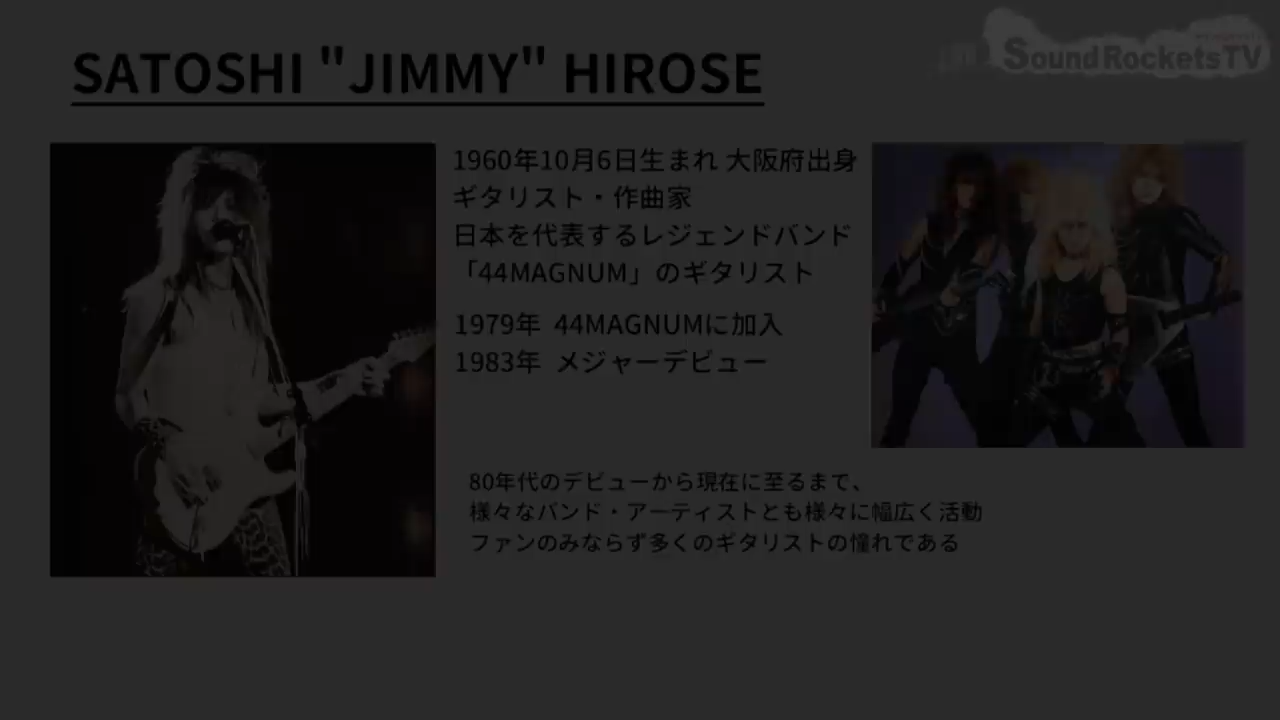 SATOSHI "JIMMY" HIROSE
SoundRocketsTV
1960年10月6日生まれ 大阪府出身
ギタリスト・作曲家
日本を代表するレジェンドバンド
「44MAGNUM」のギタリスト
1979年 44MAGNUMに加入
1983年 メジャーデビュー
80年代のデビューから現在に至るまで、
様々なバンド・アーティストとも様々に幅広く活動
ファンのみならず多くのギタリストの憧れである